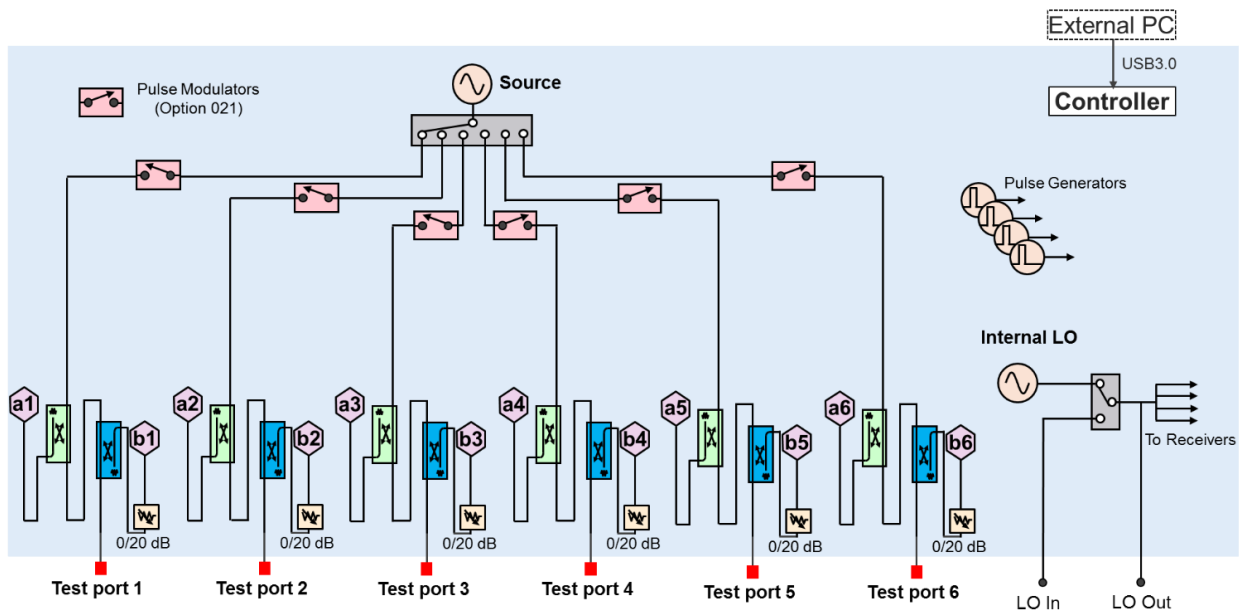 External PC
USB3.0
Controller
Source
Pulse Modulators
(Option 021)
Pulse Generators
Internal LO
To Receivers
a1
a2
a3
a4
a5
a6
b1
b2
b3
b4
b5
b6
0/20 dB
0/20 dB
0/20 dB
0/20 dB
0/20 dB
0/20 dB
Test port 1
Test port 2
Test port 3
Test port 4
Test port 5
Test port 6
LO In
LO Out